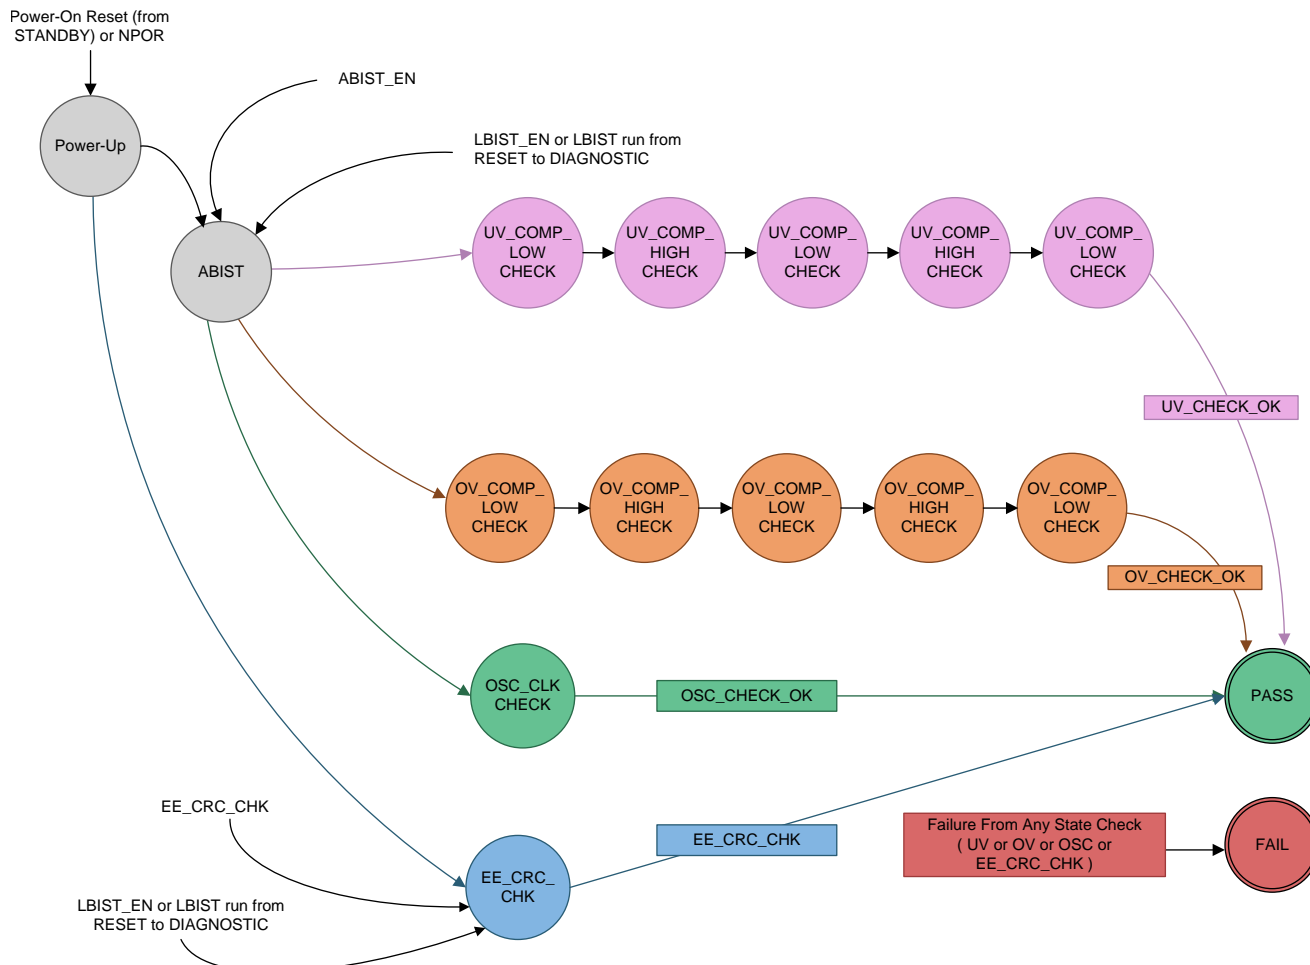 Power-On Reset (from
STANDBY) or NPOR
ABIST_EN
Power-Up
LBIST_EN or LBIST run from
RESET to DIAGNOSTIC
ABIST
UV_COMP_
LOW
CHECK
UV_COMP_
HIGH
CHECK
UV_COMP_
LOW
CHECK
UV_COMP_
HIGH
CHECK
UV_COMP_
LOW
CHECK
UV_CHECK_OK
OV_COMP_
LOW
CHECK
OV_COMP_
HIGH
CHECK
OV_COMP_
LOW
CHECK
OV_COMP_
HIGH
CHECK
OV_COMP_
LOW
CHECK
OV_CHECK_OK
OSC_CLK
CHECK
OSC_CHECK_OK
PASS
EE_CRC_CHK
EE_CRC_
CHK
EE_CRC_CHK
Failure From Any State Check
( UV or OV or OSC or
EE_CRC_CHK )
FAIL
LBIST_EN or LBIST run from
RESET to DIAGNOSTIC